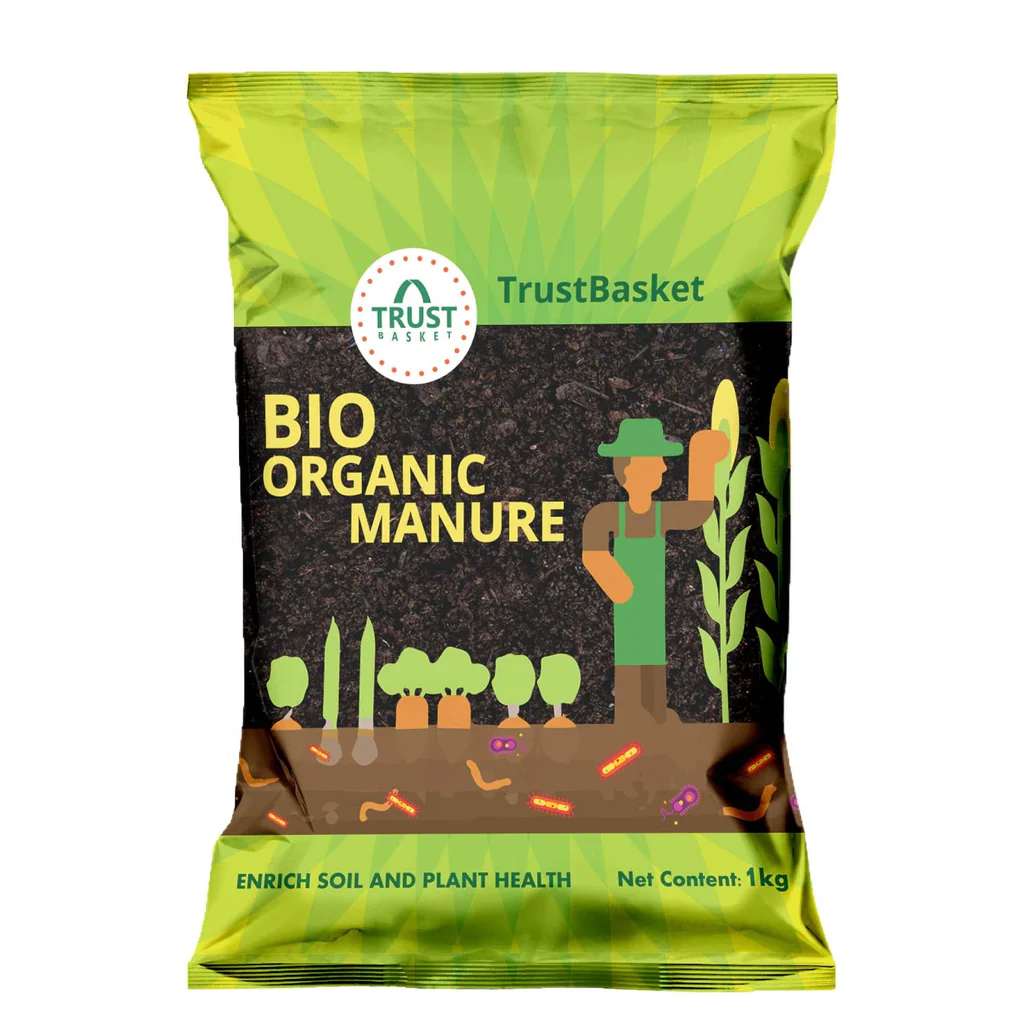 TRUST
BASKET
TrustBasket
BIO
ORGANIC
MANURE
ENRICH SOIL AND PLANT HEALTH
Net Content: 1kg